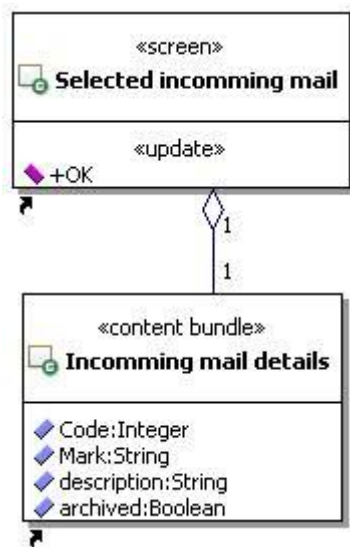 «screen»
Selected incomming mail
«update»
+OK
1
1
«content bundle»
Incomming mail details
Code:Integer
Mark:String
description:String
archived:Boolean